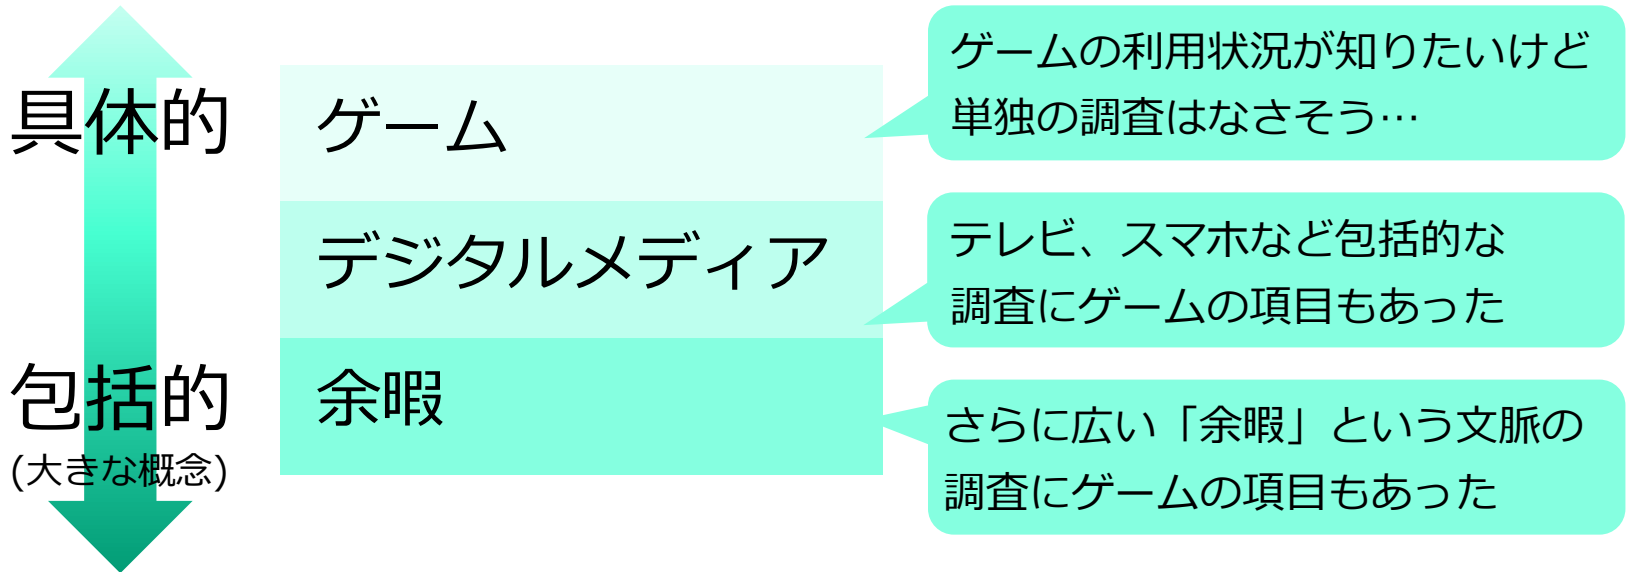 具体的
包括的
(大きな概念)
ゲーム
デジタルメディア
余暇
ゲームの利用状況が知りたいけど
単独の調査はなさそう…
テレビ、スマホなど包括的な
調査にゲームの項目もあった
さらに広い「余暇」という文脈の
調査にゲームの項目もあった